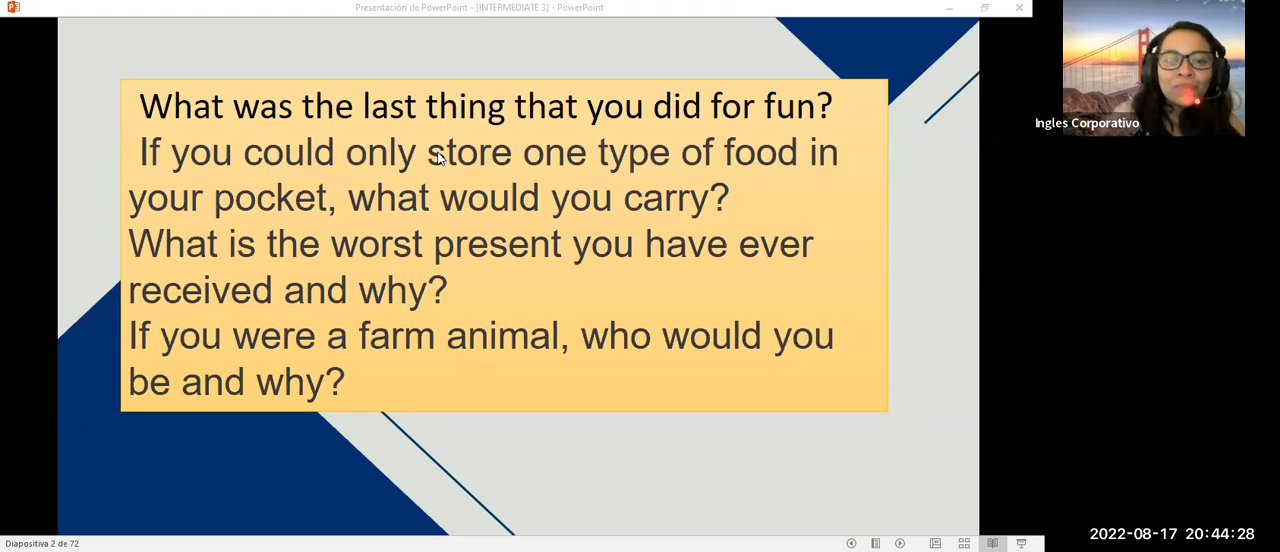 Presentación de PowerPoint - [INTERMEDIATE 3] - PowerPoint
What was the last thing that you did for fun?
If you could only store one type of food in
your pocket, what would you carry?
What is the worst present you have ever
received and why?
If you were a farm animal, who would you
be and why?
Ingles Corporativo
Diapositiva 2 de 72
2022-08-17 20:44:28